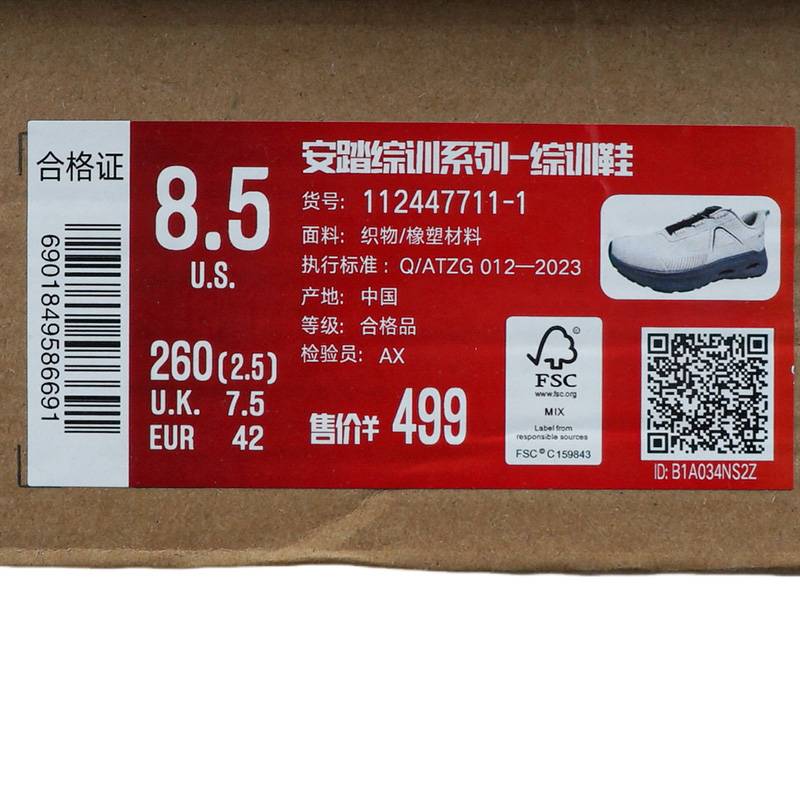 合格证
6901849586691
8.5
U.S.
260(2.5)
U.K. 7.5
EUR 42
安踏综训系列-综训鞋
货号: 112447711-1
面料: 织物/橡塑材料
执行标准: Q/ATZG 012—2023
产地: 中国
等级: 合格品
检验员: AX
售价¥ 499
©
FSC
www.fsc.org
MIX
Label from
responsible sources
FSC® C159843
ID: B1A034NS2Z